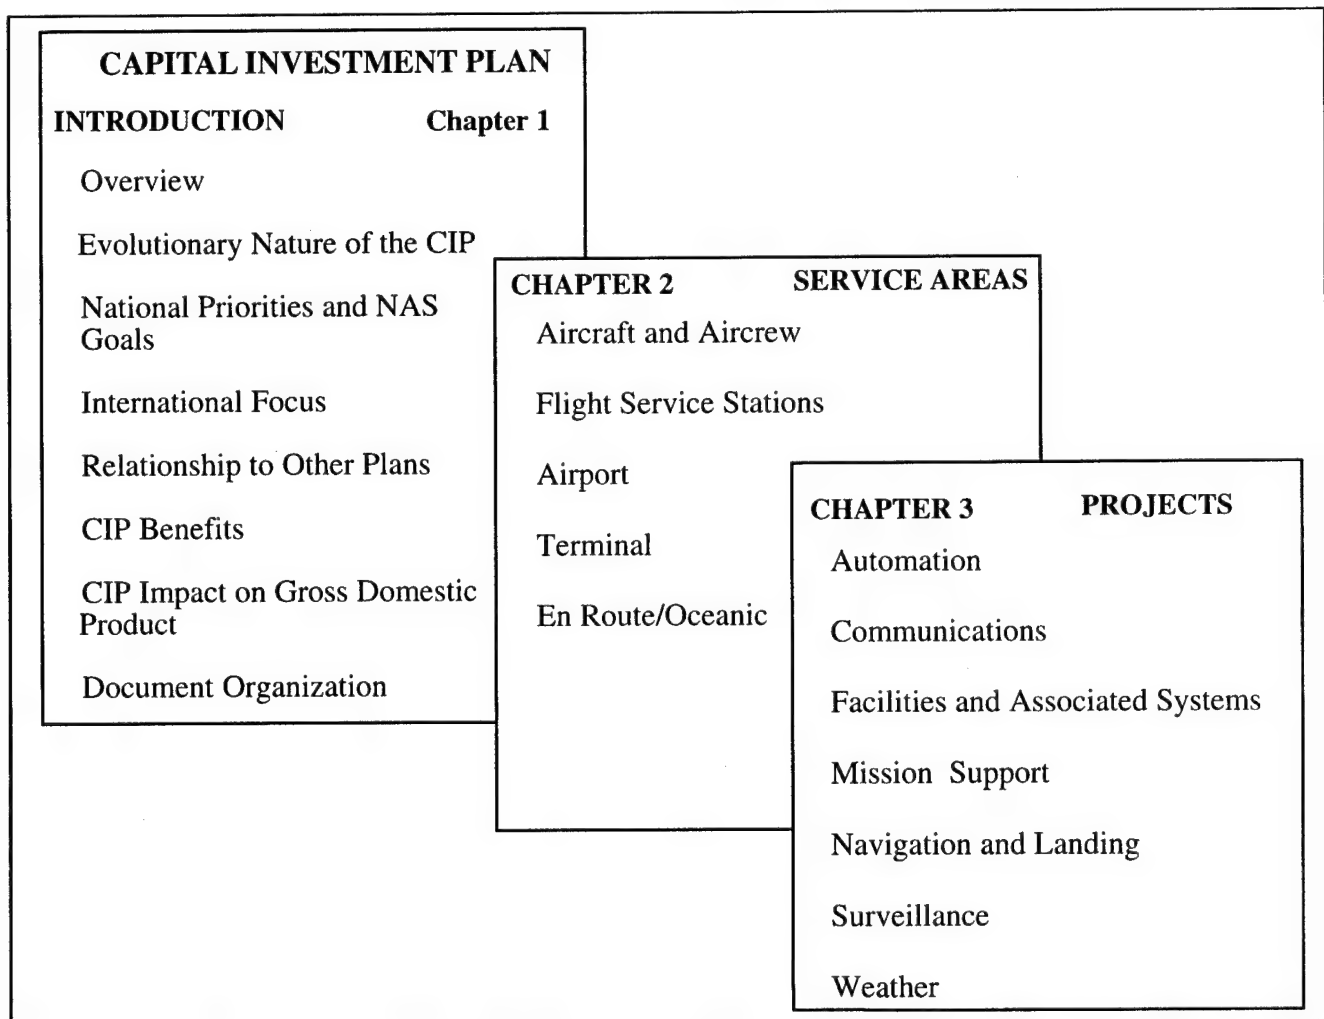 CAPITAL INVESTMENT PLAN
INTRODUCTION Chapter 1
Overview
Evolutionary Nature of the CIP
National Priorities and NAS
Goals
International Focus
Relationship to Other Plans
CIP Benefits
CIP Impact on Gross Domestic
Product
Document Organization
CHAPTER 2 SERVICE AREAS
Aircraft and Aircrew
Flight Service Stations
Airport
Terminal
En Route/Oceanic
CHAPTER 3 PROJECTS
Automation
Communications
Facilities and Associated Systems
Mission Support
Navigation and Landing
Surveillance
Weather